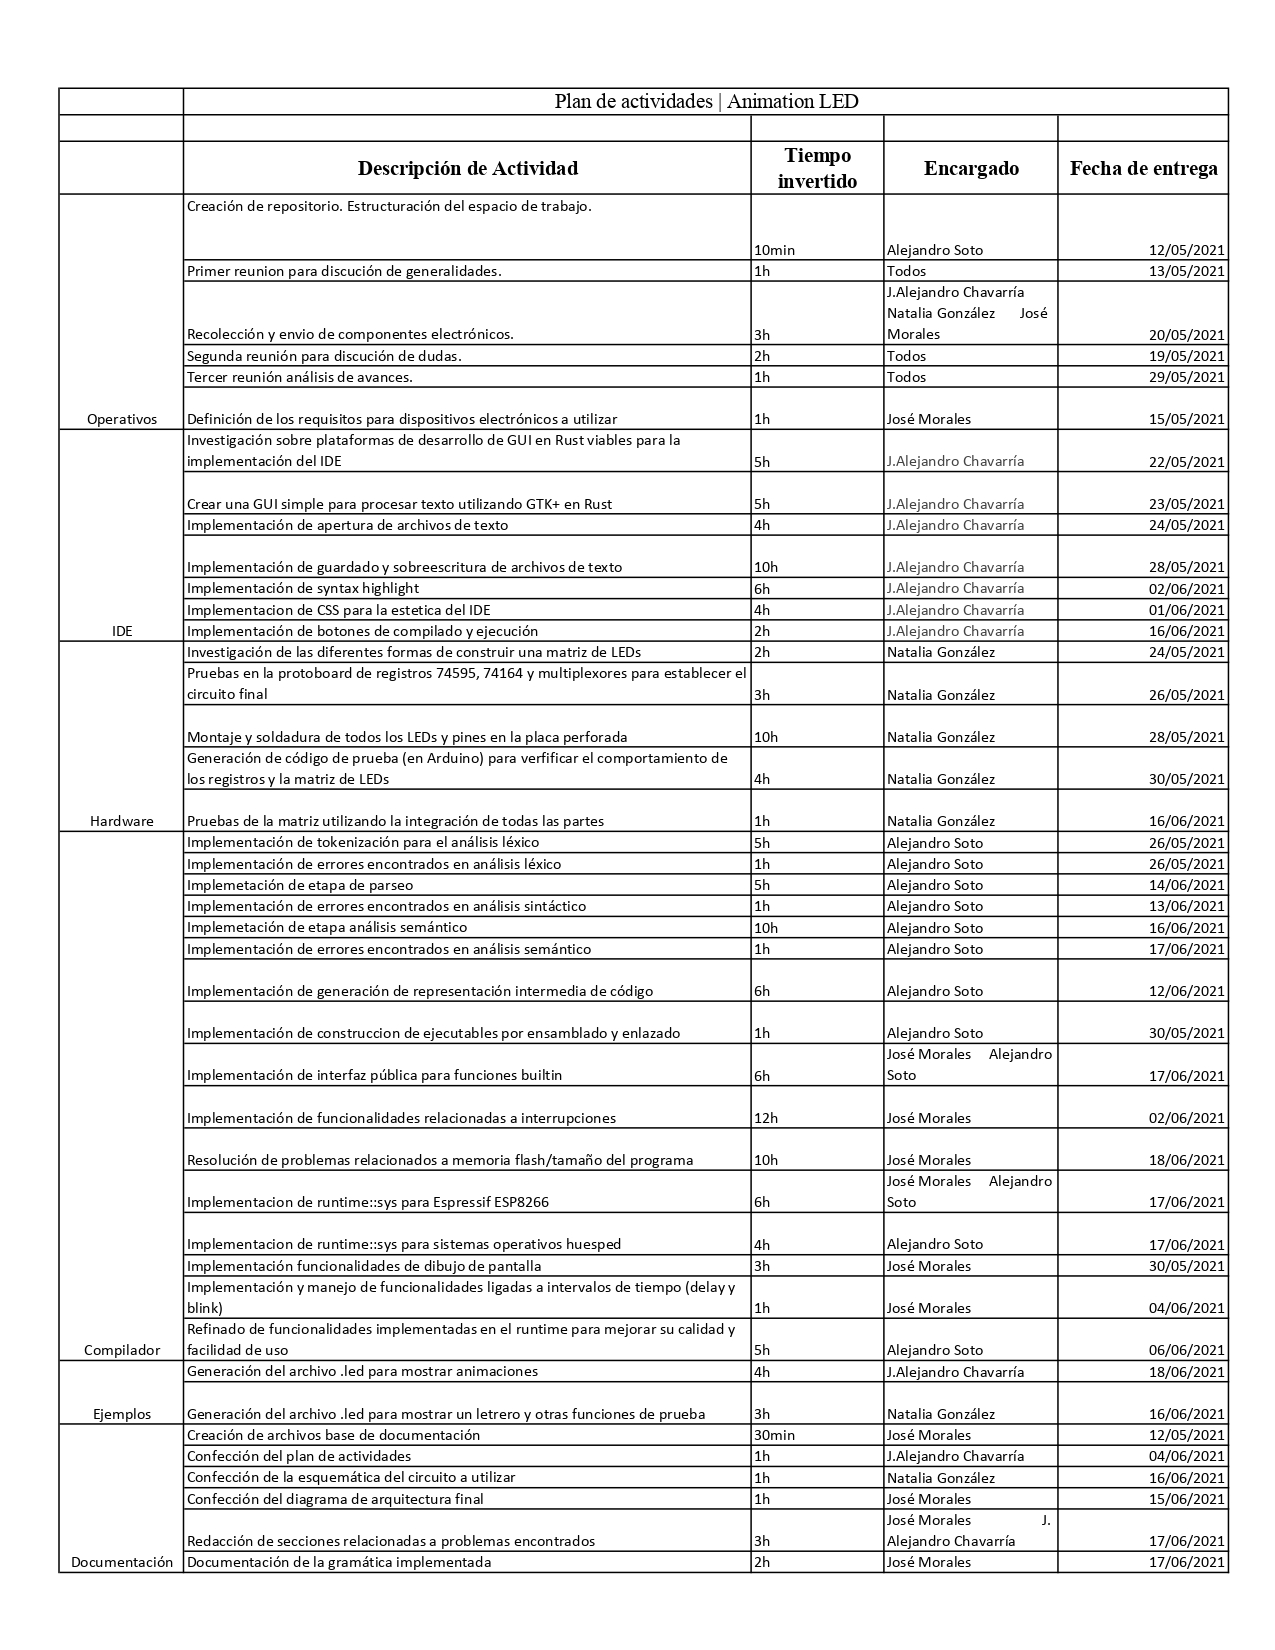 Plan de actividades | Animation LED
Descripción de Actividad
Tiempo
invertido
Encargado
Fecha de entrega
Creación de repositorio. Estructuración del espacio de trabajo.
10min
Alejandro Soto
12/05/2021
Primer reunion para discución de generalidades.
1h
Todos
13/05/2021
Recolección y envio de componentes electrónicos.
3h
J.Alejandro Chavarría
Natalia González José
Morales
20/05/2021
Segunda reunión para discución de dudas.
2h
Todos
19/05/2021
Tercer reunión análisis de avances.
1h
Todos
29/05/2021
Operativos
Definición de los requisitos para dispositivos electrónicos a utilizar
1h
José Morales
15/05/2021
Investigación sobre plataformas de desarrollo de GUI en Rust viables para la
implementación del IDE
5h
J.Alejandro Chavarría
22/05/2021
Crear una GUI simple para procesar texto utilizando GTK+ en Rust
5h
J.Alejandro Chavarría
23/05/2021
Implementación de apertura de archivos de texto
4h
J.Alejandro Chavarría
24/05/2021
Implementación de guardado y sobreescritura de archivos de texto
10h
J.Alejandro Chavarría
28/05/2021
Implementación de syntax highlight
6h
J.Alejandro Chavarría
02/06/2021
Implementacion de CSS para la estetica del IDE
4h
J.Alejandro Chavarría
01/06/2021
IDE
Implementación de botones de compilado y ejecución
2h
J.Alejandro Chavarría
16/06/2021
Investigación de las diferentes formas de construir una matriz de LEDs
2h
Natalia González
24/05/2021
Pruebas en la protoboard de registros 74595, 74164 y multiplexores para establecer el
circuito final
3h
Natalia González
26/05/2021
Montaje y soldadura de todos los LEDs y pines en la placa perforada
10h
Natalia González
28/05/2021
Generación de código de prueba (en Arduino) para verfificar el comportamiento de
los registros y la matriz de LEDs
4h
Natalia González
30/05/2021
Hardware
Pruebas de la matriz utilizando la integración de todas las partes
1h
Natalia González
16/06/2021
Implementación de tokenización para el análisis léxico
5h
Alejandro Soto
26/05/2021
Implementación de errores encontrados en análisis léxico
1h
Alejandro Soto
26/05/2021
Implemetación de etapa de parseo
5h
Alejandro Soto
14/06/2021
Implementación de errores encontrados en análisis sintáctico
1h
Alejandro Soto
13/06/2021
Implemetación de etapa análisis semántico
10h
Alejandro Soto
16/06/2021
Implementación de errores encontrados en análisis semántico
1h
Alejandro Soto
17/06/2021
Implementación de generación de representación intermedia de código
6h
Alejandro Soto
12/06/2021
Implementación de construccion de ejecutables por ensamblado y enlazado
1h
Alejandro Soto
30/05/2021
Implementación de interfaz pública para funciones builtin
6h
José Morales Alejandro
Soto
17/06/2021
Implementación de funcionalidades relacionadas a interrupciones
12h
José Morales
02/06/2021
Resolución de problemas relacionados a memoria flash/tamaño del programa
10h
José Morales
18/06/2021
Implementacion de runtime::sys para Espressif ESP8266
6h
José Morales Alejandro
Soto
17/06/2021
Implementacion de runtime::sys para sistemas operativos huesped
4h
Alejandro Soto
17/06/2021
Implementación funcionalidades de dibujo de pantalla
3h
José Morales
30/05/2021
Implementación y manejo de funcionalidades ligadas a intervalos de tiempo (delay y
blink)
1h
José Morales
04/06/2021
Compilador
Refinado de funcionalidades implementadas en el runtime para mejorar su calidad y
facilidad de uso
5h
Alejandro Soto
06/06/2021
Generación del archivo .led para mostrar animaciones
4h
J.Alejandro Chavarría
18/06/2021
Ejemplos
Generación del archivo .led para mostrar un letrero y otras funciones de prueba
3h
Natalia González
16/06/2021
Creación de archivos base de documentación
30min
José Morales
12/05/2021
Confección del plan de actividades
1h
J.Alejandro Chavarría
04/06/2021
Confección de la esquemática del circuito a utilizar
1h
Natalia González
16/06/2021
Confección del diagrama de arquitectura final
1h
José Morales
15/06/2021
Redacción de secciones relacionadas a problemas encontrados
3h
José Morales J.
Alejandro Chavarría
17/06/2021
Documentación
Documentación de la gramática implementada
2h
José Morales
17/06/2021